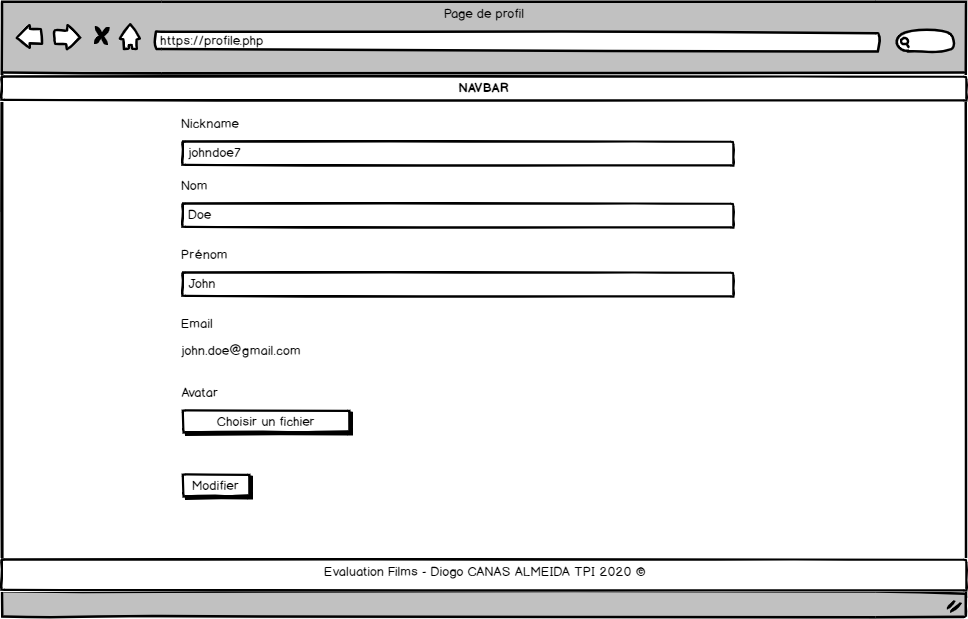 Page de profil
https://profile.php
NAVBAR
Nickname
johndoe7
Nom
Doe
Prénom
John
Email
john.doe@gmail.com
Avatar
Choisir un fichier
Modifier
Evaluation Films - Diogo CANAS ALMEIDA TPI 2020 ©